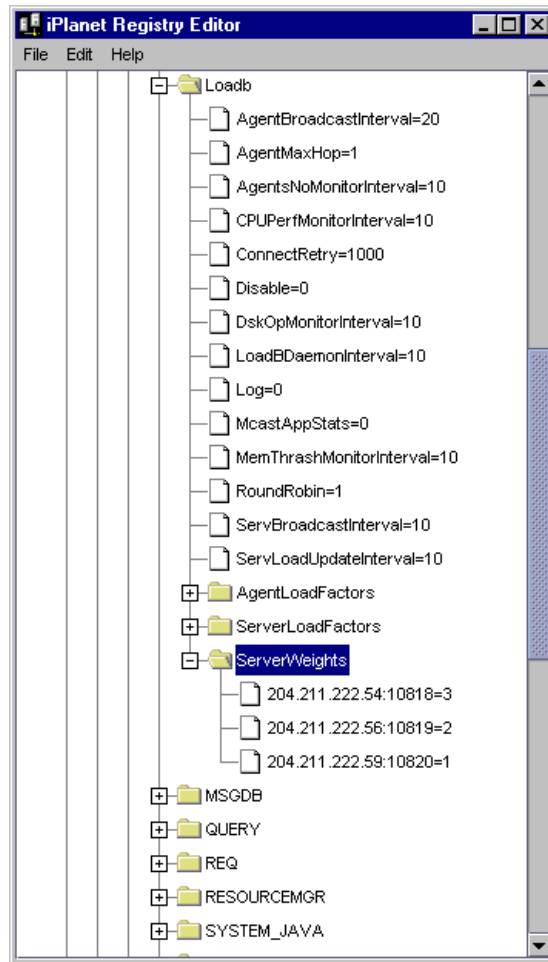 iPlanet Registry Editor
File Edit Help
Loadb
AgentBroadcastInterval=20
AgentMaxHop=1
AgentsNoMonitorInterval=10
CPUPerfMonitorInterval=10
ConnectRetry=1000
Disable=0
DskOpMonitorInterval=10
LoadBDaemonInterval=10
Log=0
McastAppStats=0
MemThrashMonitorInterval=10
RoundRobin=1
ServBroadcastInterval=10
ServLoadUpdateInterval=10
AgentLoadFactors
ServerLoadFactors
ServerWeights
204.211.222.54:10818=3
204.211.222.56:10819=2
204.211.222.59:10820=1
MSGDB
QUERY
REQ
RESOURCEMGR
SYSTEM_JAVA